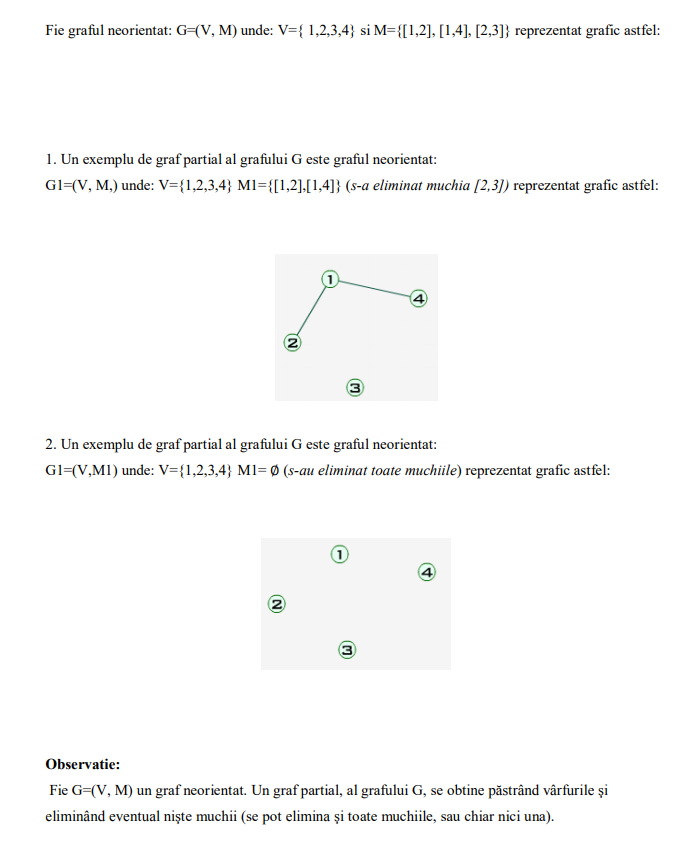 Fie graful neorientat: G=(V, M) unde: V={ 1,2,3,4} si M={[1,2], [1,4], [2,3]} reprezentat grafic astfel:
1. Un exemplu de graf partial al grafului G este graful neorientat:
G1=(V, M,) unde: V={1,2,3,4} M1={[1,2],[1,4]} (s-a eliminat muchia [2,3]) reprezentat grafic astfel:
1
4
2
3
2. Un exemplu de graf partial al grafului G este graful neorientat:
G1=(V,M1) unde: V={1,2,3,4} M1= Ø (s-au eliminat toate muchiile) reprezentat grafic astfel:
1
4
2
3
Observatie:
Fie G=(V, M) un graf neorientat. Un graf partial, al grafului G, se obtine păstrând vârfurile şi
eliminând eventual nişte muchii (se pot elimina şi toate muchiile, sau chiar nici una).